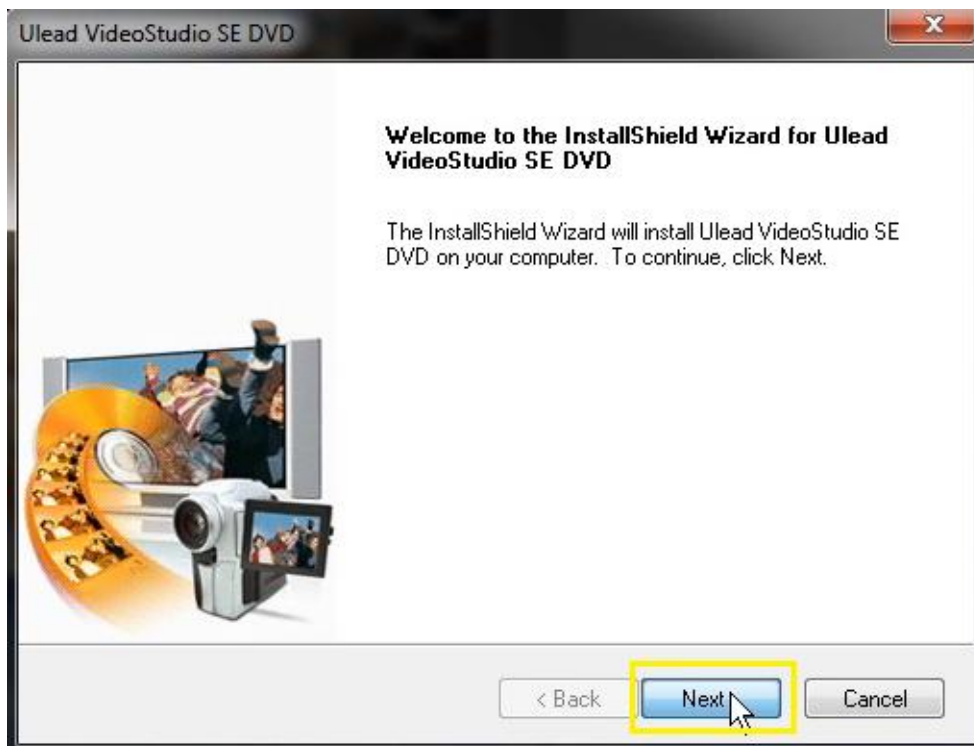 Ulead VideoStudio SE DVD
Welcome to the InstallShield Wizard for Ulead
VideoStudio SE DVD
The InstallShield Wizard will install Ulead VideoStudio SE
DVD on your computer.  To continue, click Next.
< Back Next Cancel